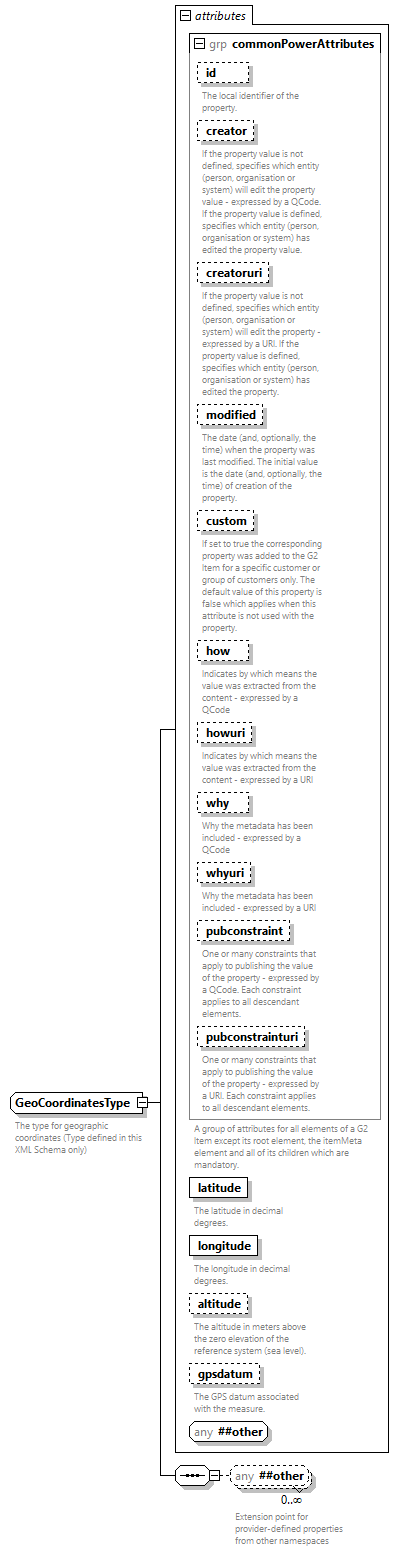 attributes
grp commonPowerAttributes
id
The local identifier of the
property.
creator
If the property value is not
defined, specifies which entity
(person, organisation or
system) will edit the property
value - expressed by a QCode.
If the property value is defined,
specifies which entity (person,
organisation or system) has
edited the property value.
creatoruri
If the property value is not
defined, specifies which entity
(person, organisation or
system) will edit the property -
expressed by a URI. If the
property value is defined,
specifies which entity (person,
organisation or system) has
edited the property.
modified
The date (and, optionally, the
time) when the property was
last modified. The initial value
is the date (and, optionally, the
time) of creation of the
property.
custom
If set to true the corresponding
property was added to the G2
Item for a specific customer or
group of customers only. The
default value of this property is
false which applies when this
attribute is not used with the
property.
how
Indicates by which means the
value was extracted from the
content - expressed by a
QCode
howuri
Indicates by which means the
value was extracted from the
content - expressed by a URI
why
Why the metadata has been
included - expressed by a
QCode
whyuri
Why the metadata has been
included - expressed by a URI
pubconstraint
One or many constraints that
apply to publishing the value
of the property - expressed by
a QCode. Each constraint
applies to all descendant
elements.
pubconstrainturi
One or many constraints that
apply to publishing the value
of the property - expressed by
a URI. Each constraint applies
to all descendant elements.
GeoCoordinatesType
The type for geographic
coordinates (Type defined in this
XML Schema only)
A group of attributes for all elements of a G2
Item except its root element, the itemMeta
element and all of its children which are
mandatory.
latitude
The latitude in decimal
degrees.
longitude
The longitude in decimal
degrees.
altitude
The altitude in meters above
the zero elevation of the
reference system (sea level).
gpsdatum
The GPS datum associated
with the measure.
any ##other
any ##other
0..∞
Extension point for
provider-defined properties
from other namespaces